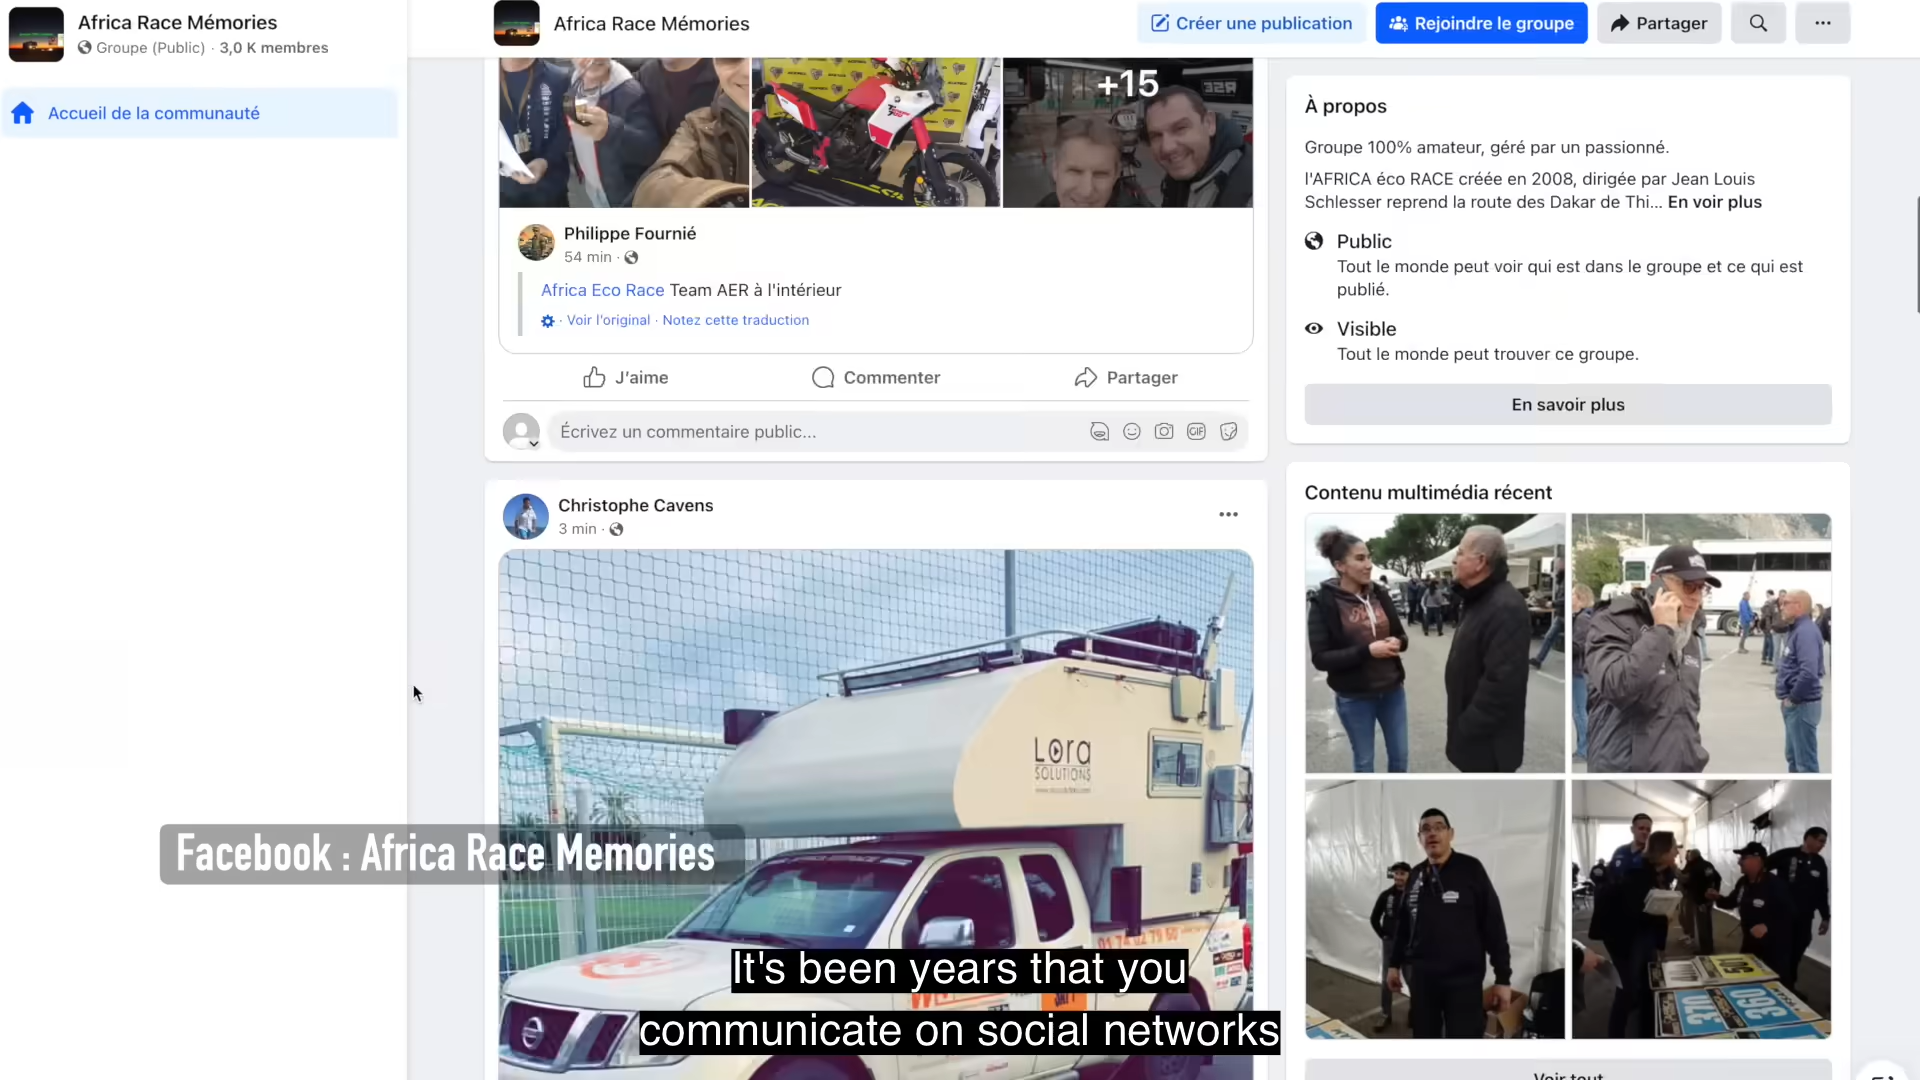 Africa Race Mémories
Groupe (Public) · 3,0 K membres
Accueil de la communauté
Africa Race Mémories
Créer une publication
Rejoindre le groupe
Partager
+15
Philippe Fournié
54 min ·
Africa Eco Race Team AER à l'intérieur
· Voir l'original · Notez cette traduction
J'aime
Commenter
Partager
Écrivez un commentaire public...
GIF
Christophe Cavens
3 min ·
Lora
SOLUTIONS
Facebook : Africa Race Memories
It's been years that you
communicate on social networks
À propos
Groupe 100% amateur, géré par un passionné.
l'AFRICA éco RACE créée en 2008, dirigée par Jean Louis
Schlesser reprend la route des Dakar de Thi... En voir plus
Public
Tout le monde peut voir qui est dans le groupe et ce qui est
publié.
Visible
Tout le monde peut trouver ce groupe.
En savoir plus
Contenu multimédia récent
Voir tout